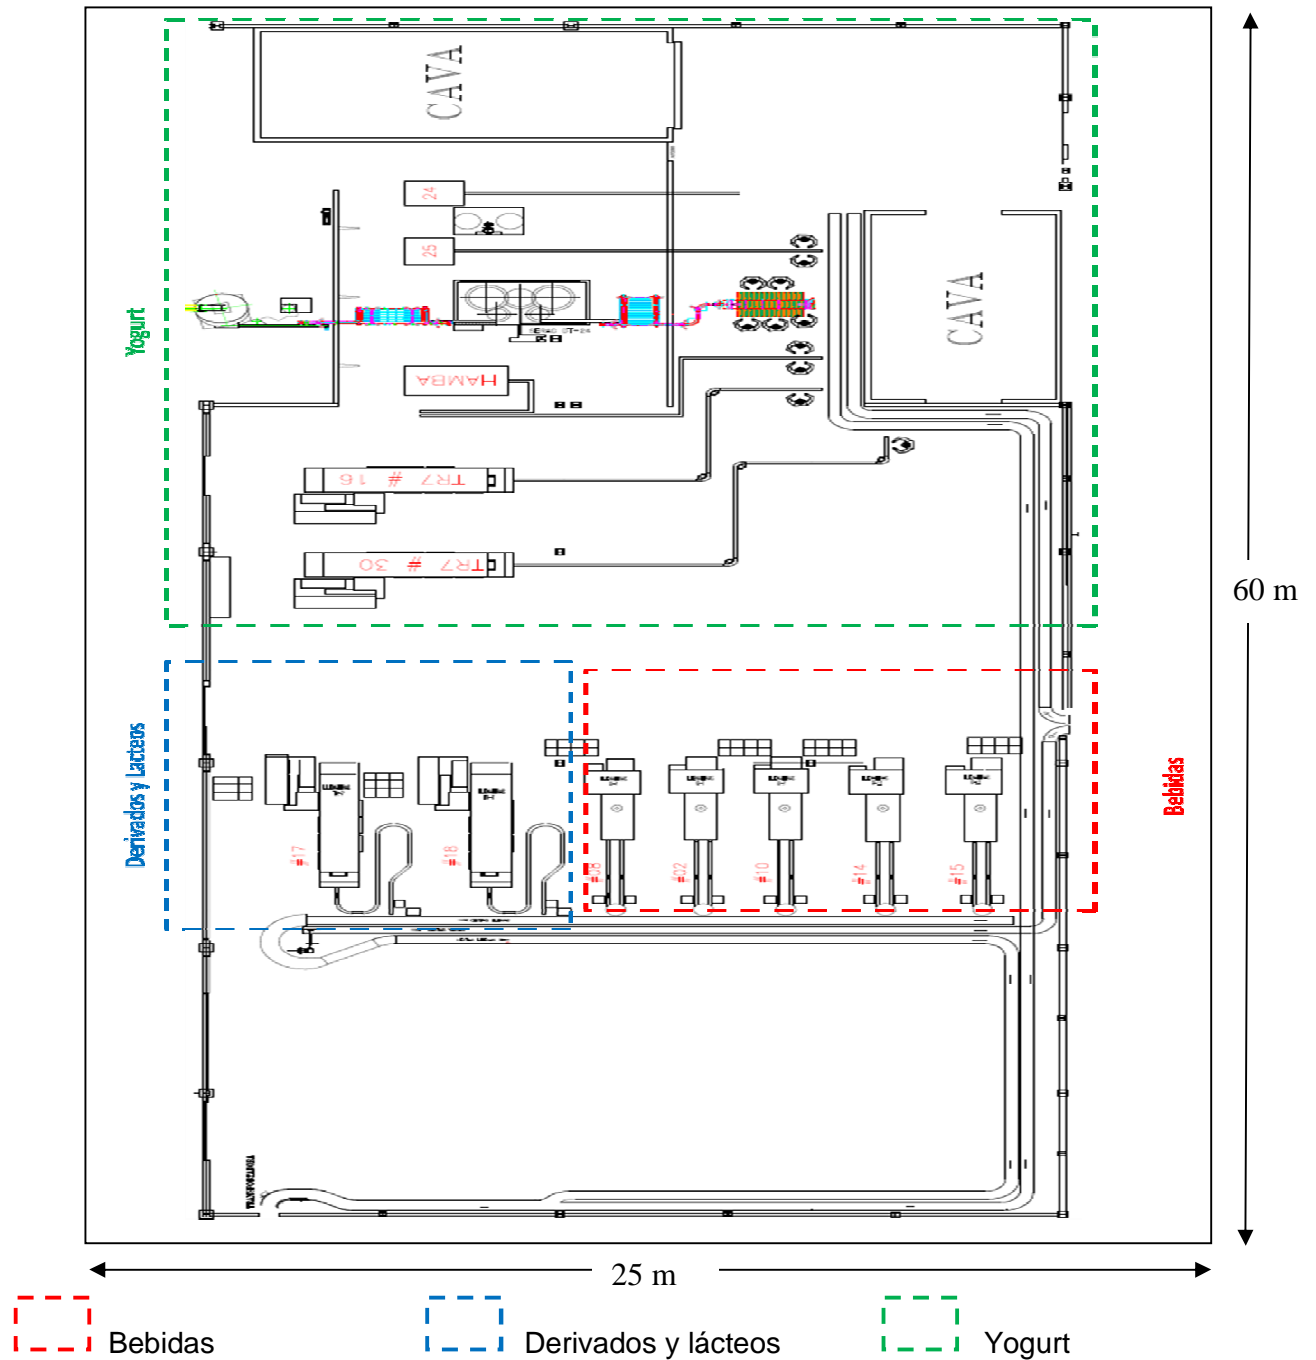 CAVA
24
25
CAVA
Yogurt
HAMBA
TR7 # 16
TR7 # 30
60 m
Derivados y Lacteos
Bebidas
#17
#18
#08
#02
#10
#14
#15
25 m
Bebidas
Derivados y lácteos
Yogurt